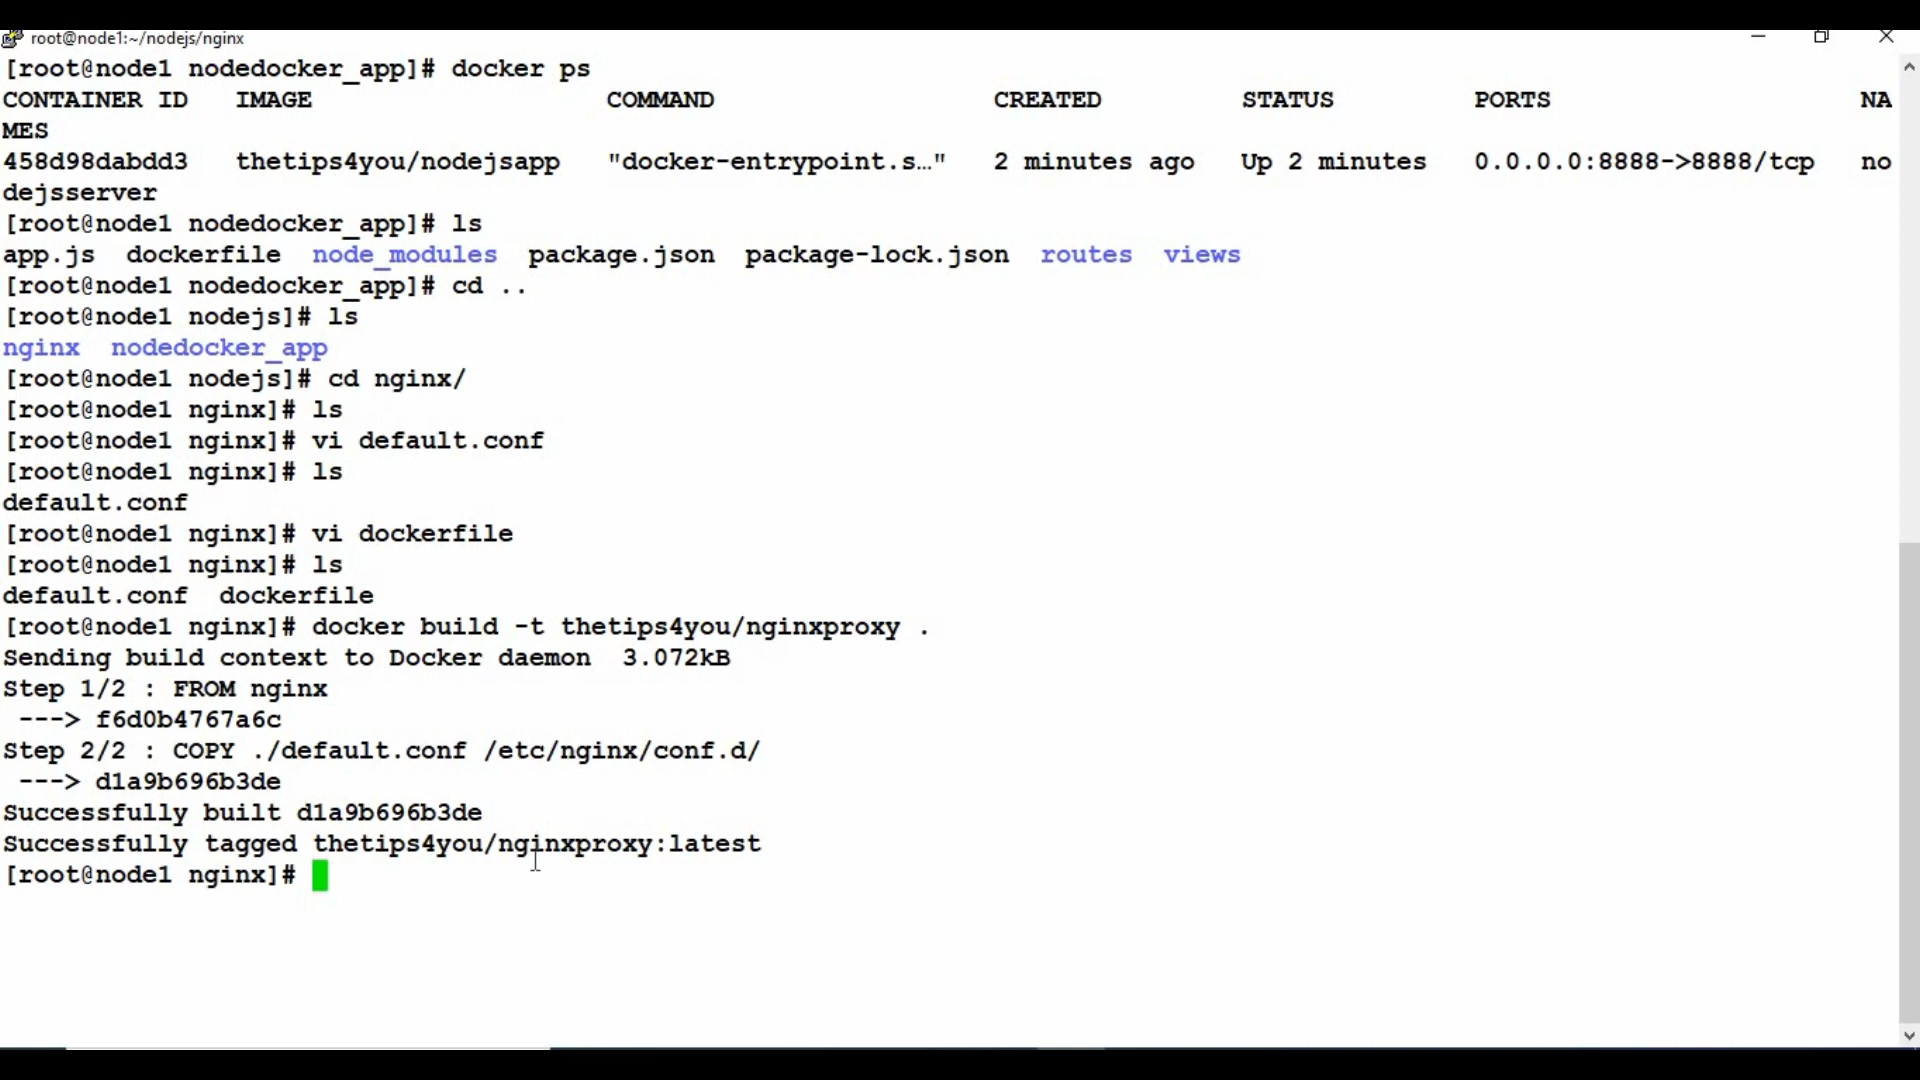 root@node1:~/nodejs/nginx
[root@node1 nodedocker_app]# docker ps
CONTAINER ID   IMAGE                   COMMAND                  CREATED         STATUS         PORTS                    NA
MES
458d98dabdd3   thetips4you/nodejsapp   "docker-entrypoint.s…"   2 minutes ago   Up 2 minutes   0.0.0.0:8888->8888/tcp   no
dejsserver
[root@node1 nodedocker_app]# ls
app.js  dockerfile  node_modules  package.json  package-lock.json  routes  views
[root@node1 nodedocker_app]# cd ..
[root@node1 nodejs]# ls
nginx  nodedocker_app
[root@node1 nodejs]# cd nginx/
[root@node1 nginx]# ls
[root@node1 nginx]# vi default.conf
[root@node1 nginx]# ls
default.conf
[root@node1 nginx]# vi dockerfile
[root@node1 nginx]# ls
default.conf  dockerfile
[root@node1 nginx]# docker build -t thetips4you/nginxproxy .
Sending build context to Docker daemon  3.072kB
Step 1/2 : FROM nginx
 ---> f6d0b4767a6c
Step 2/2 : COPY ./default.conf /etc/nginx/conf.d/
 ---> d1a9b696b3de
Successfully built d1a9b696b3de
Successfully tagged thetips4you/nginxproxy:latest
[root@node1 nginx]#